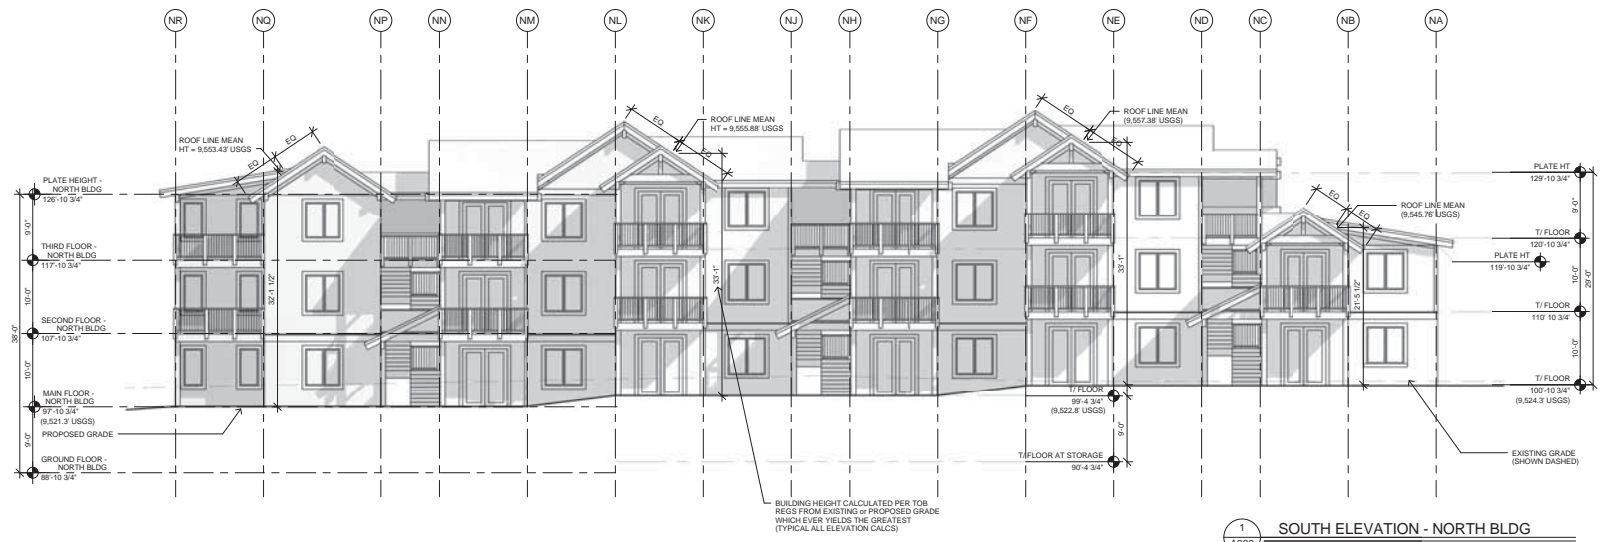 NR NQ NP NN NM NL NK NJ NH NG NF NE ND NC NB NA
ROOF LINE MEAN
HT = 9,553.43' USGS
EQ
EQ
ROOF LINE MEAN
HT = 9,555.88' USGS
EQ
EQ
ROOF LINE MEAN
(9,557.38' USGS)
EQ
EQ
ROOF LINE MEAN
(9,545.76' USGS)
EQ
EQ
PLATE HEIGHT -
NORTH BLDG
126'-10 3/4"
9'-0"
THIRD FLOOR -
NORTH BLDG
117'-10 3/4"
10'-0"
SECOND FLOOR -
NORTH BLDG
107'-10 3/4"
38'-0"
10'-0"
MAIN FLOOR -
NORTH BLDG
97'-10 3/4"
(9,521.3' USGS)
PROPOSED GRADE
9'-0"
GROUND FLOOR -
NORTH BLDG
88'-10 3/4"
32'-1 1/2"
33'-1"
33'-1"
21'-5 1/2"
PLATE HT
129'-10 3/4"
9'-0"
T/ FLOOR
120'-10 3/4"
PLATE HT
119'-10 3/4"
10'-0"
29'-0"
T/ FLOOR
110' 10 3/4'
10'-0"
T/ FLOOR
100'-10 3/4"
(9,524.3' USGS)
T/ FLOOR
99'-4 3/4"
(9,522.8' USGS)
9'-0"
T/FLOOR AT STORAGE
90'-4 3/4"
EXISTING GRADE
(SHOWN DASHED)
BUILDING HEIGHT CALCULATED PER TOB
REGS FROM EXISTING or PROPOSED GRADE
WHICH EVER YIELDS THE GREATEST
(TYPICAL ALL ELEVATION CALCS)
1
SOUTH ELEVATION - NORTH BLDG